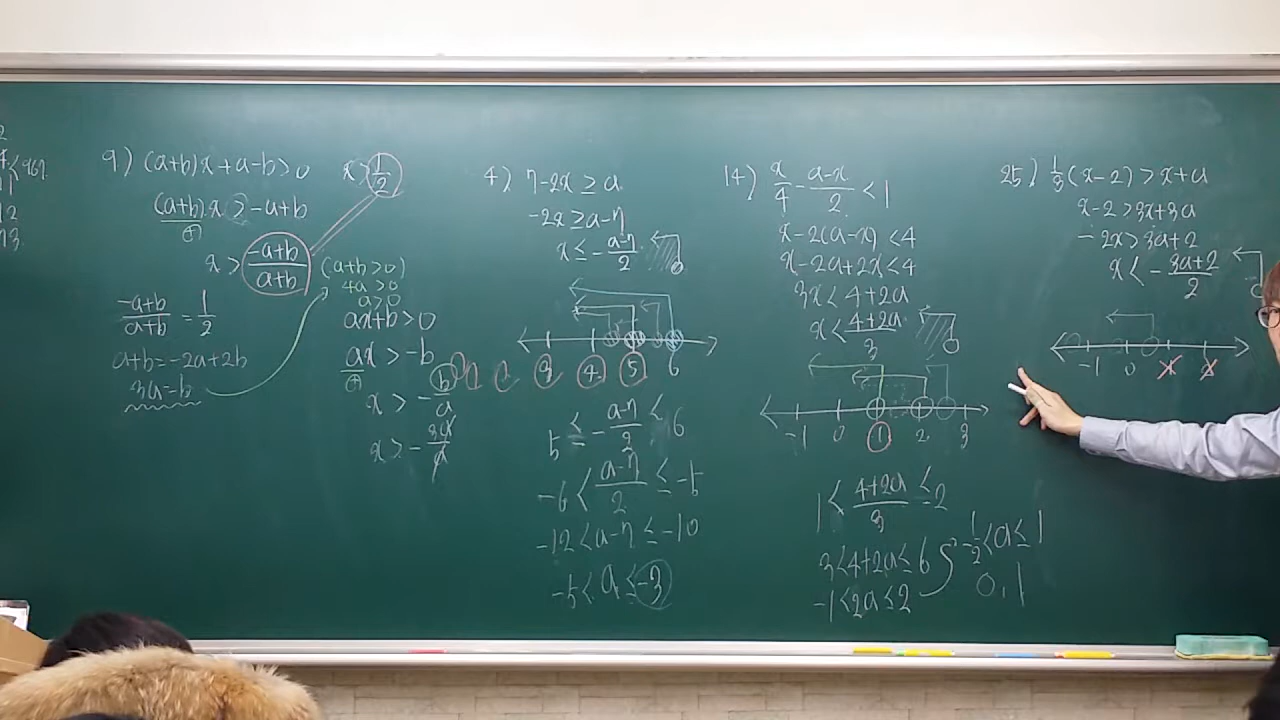 9) (a+b)x+a-b>0
x>1/2
(a+b)x>-a+b
⊕
x>(-a+b)/(a+b)
(a+b>0)
4a>0
a>0
(-a+b)/(a+b)=1/2
a+b=-2a+2b
3a=b
ax+b>0
ax>-b
⊕
x>-b/a
x>-3a/a
4) 7-2x≥a
-2x≥a-7
x≤-(a-7)/2
3 4 5 6
5≤-(a-7)/2<6
-6<(a-7)/2≤-5
-12<a-7≤-10
-5<a≤-3
14) x/4-(a-x)/2<1
x-2(a-x)<4
x-2a+2x<4
3x<4+2a
x<(4+2a)/3
-1 0 1 2 3
1<(4+2a)/3≤2
3<4+2a≤6
-1<2a≤2
-1/2<a≤1
0, 1
25) 1/3(x-2)>x+a
x-2>3x+3a
-2x>3a+2
x<-(3a+2)/2
-1 0 1 2